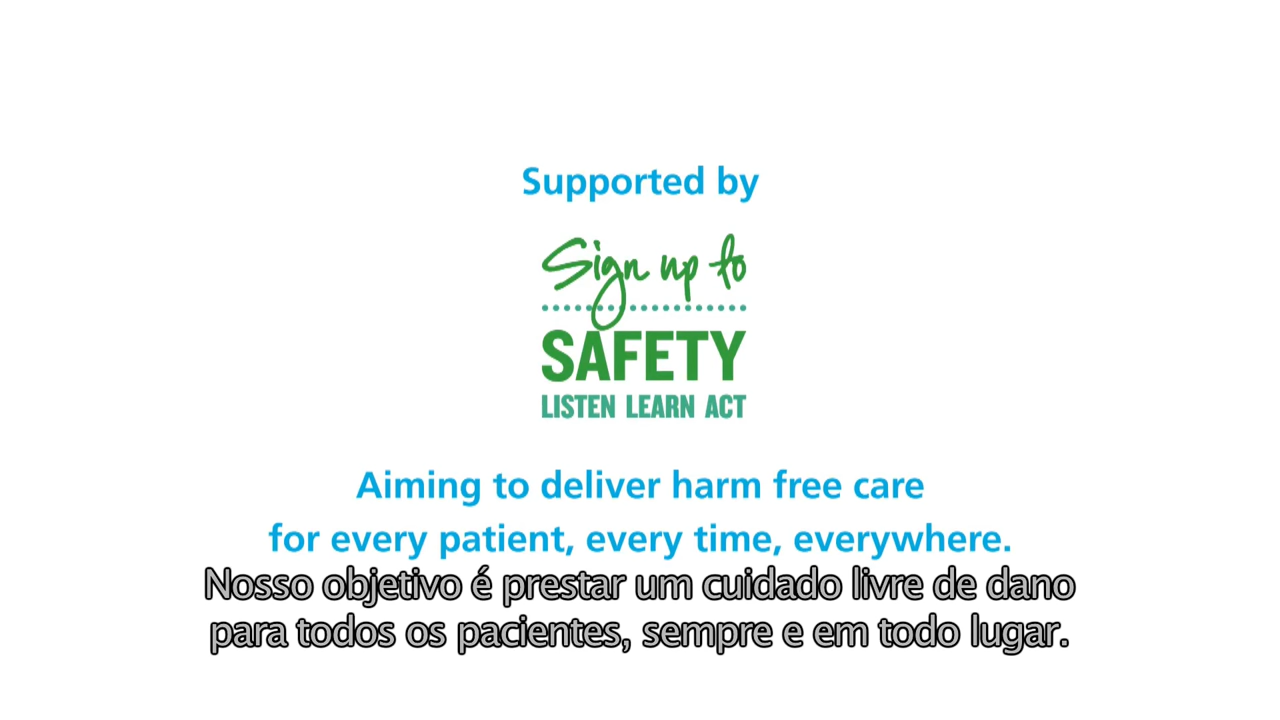 Supported by
Sign up to
SAFETY
LISTEN LEARN ACT
Aiming to deliver harm free care
for every patient, every time, everywhere.
Nosso objetivo é prestar um cuidado livre de dano
para todos os pacientes, sempre e em todo lugar.